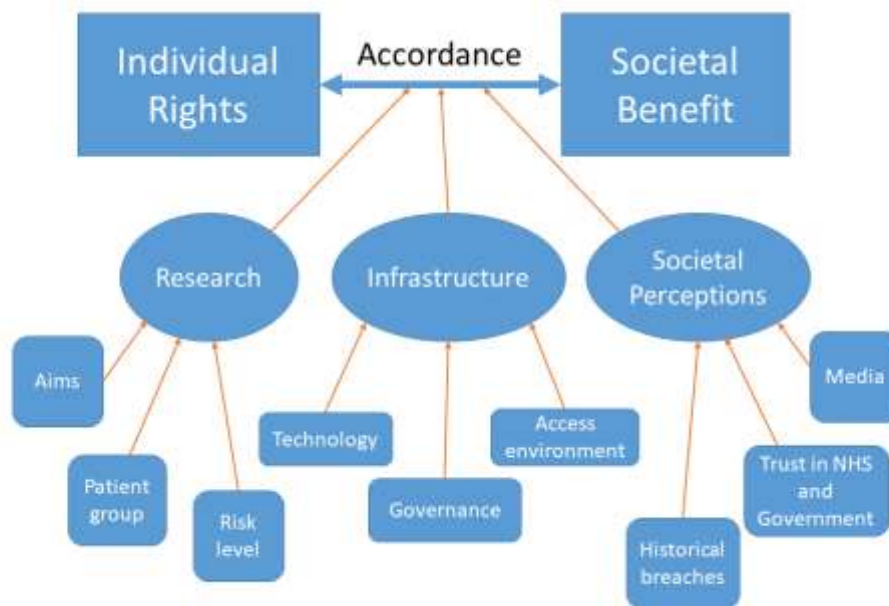 Individual
Rights
Accordance
Societal
Benefit
Research
Infrastructure
Societal
Perceptions
Aims
Patient
group
Risk
level
Technology
Governance
Access
environment
Historical
breaches
Trust in NHS
and
Government
Media